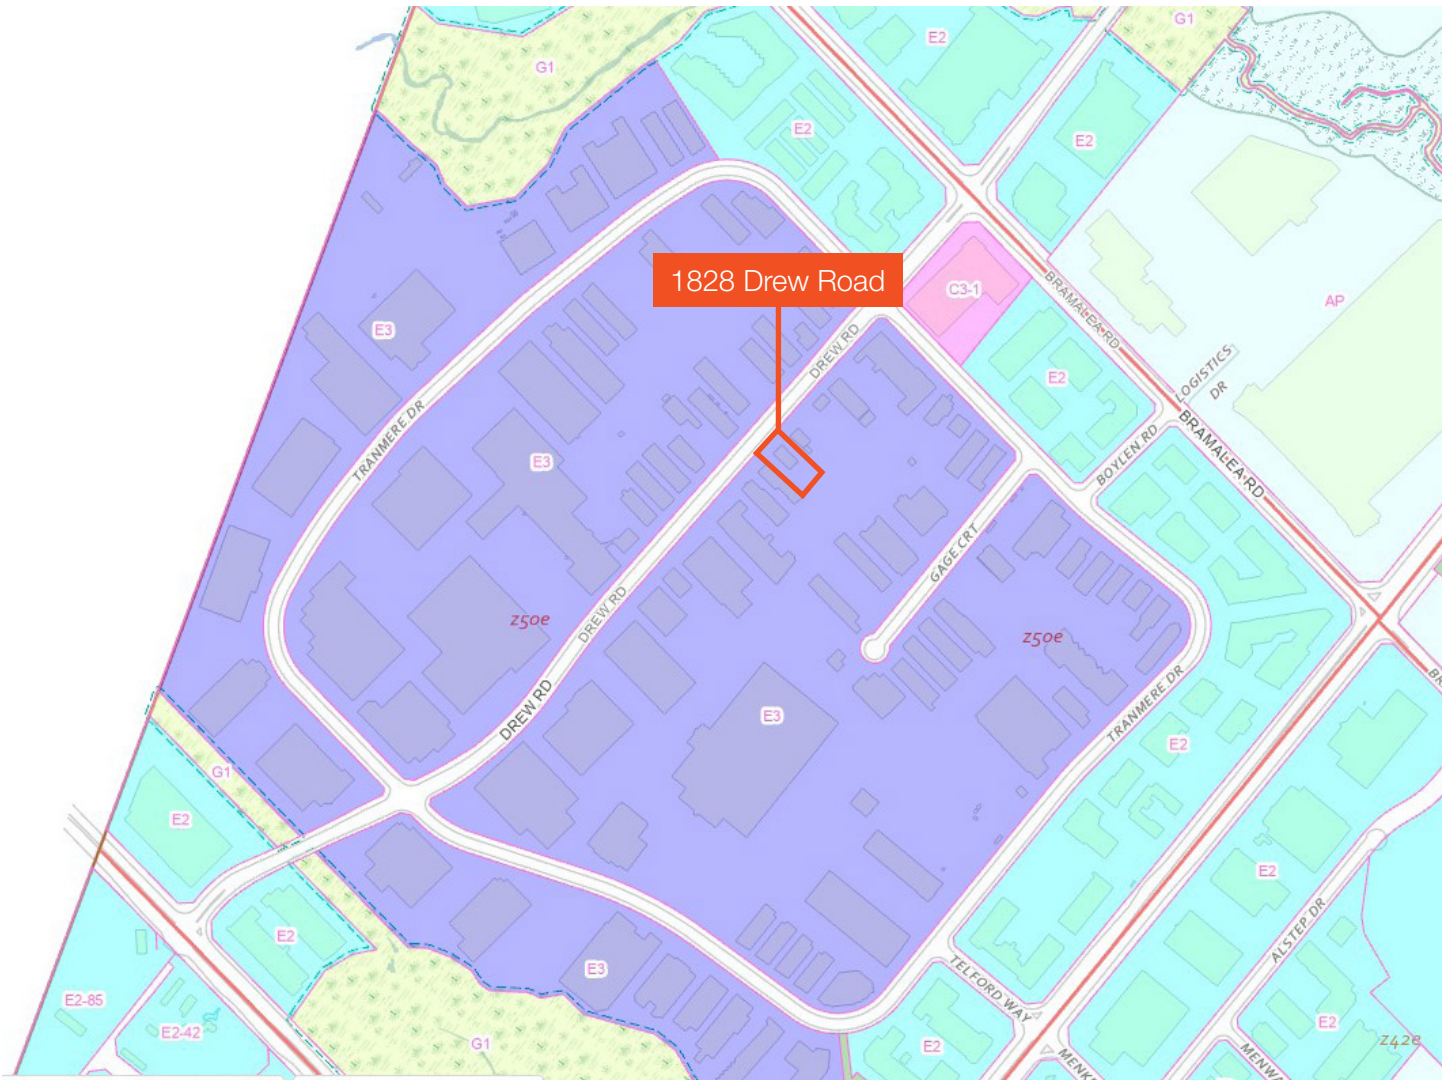 G1
E2
G1
E2
E2
1828 Drew Road
C3-1
AP
E3
DREW RD
BRAMALEA RD
E2
LOGISTICS
DR
TRANMERE DR
BRAMALEA RD
BOYLEN RD
E3
GAGE CRT
DREW RD
z50e
z50e
DREW RD
E3
TRANMERE DR
E2
G1
E2
E2
E2
ALSTEP DR
E3
TELFORD WAY
E2-85
E2-42
G1
E2
E2
z42e